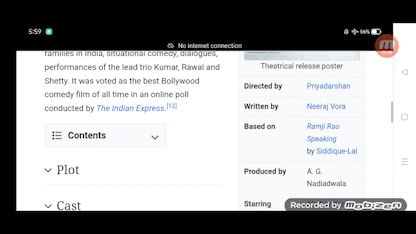 5:59
56%
No internet connection
families in India, situational comedy, dialogues,
performances of the lead trio Kumar, Rawal and
Shetty. It was voted as the best Bollywood
comedy film of all time in an online poll
conducted by The Indian Express.[12]
Contents
Plot
Cast
Theatrical release poster
Directed by Priyadarshan
Written by Neeraj Vora
Based on Ramji Rao
Speaking
by Siddique-Lal
Produced by A. G.
Nadiadwala
Starring
Recorded by mobizen